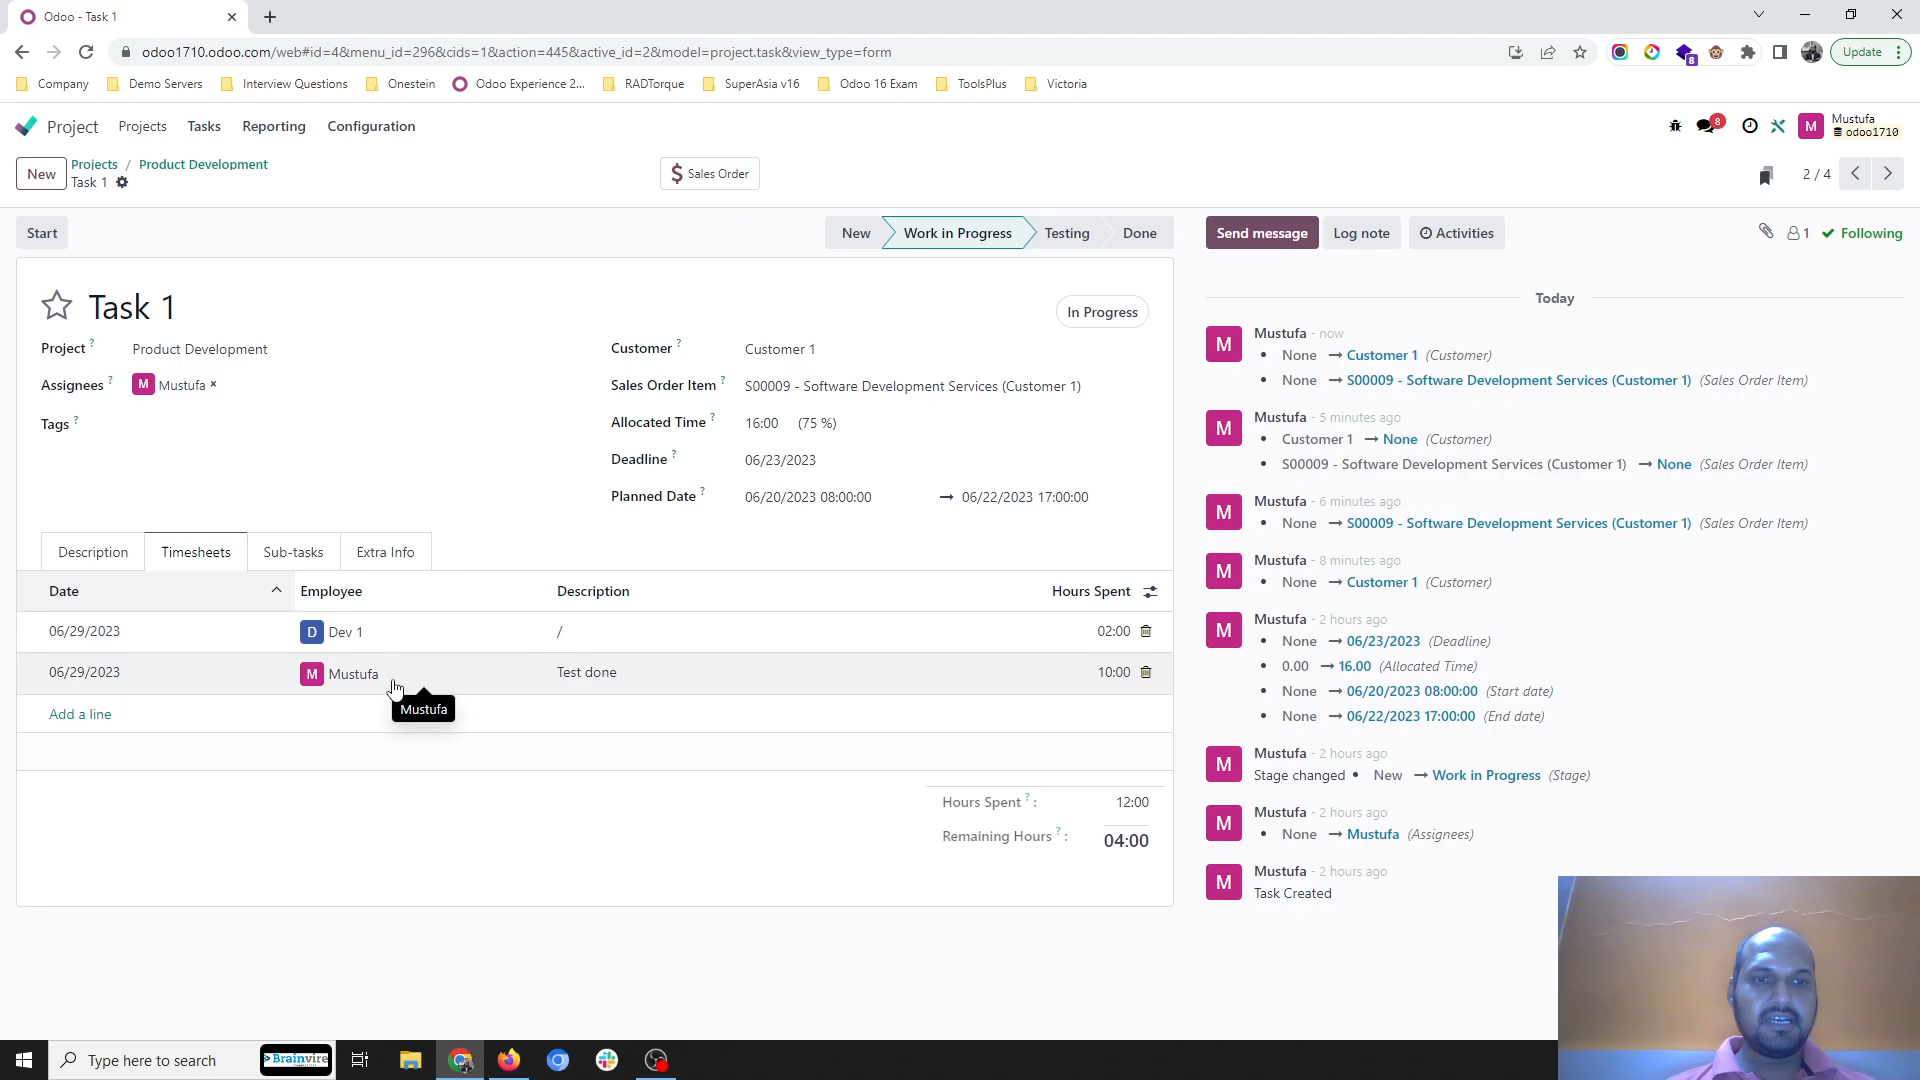 Odoo - Task 1
odoo1710.odoo.com/web#id=4&menu_id=296&cids=1&action=445&active_id=2&model=project.task&view_type=form
8
Update
Company
Demo Servers
Interview Questions
Onestein
Odoo Experience 2...
RADTorque
SuperAsia v16
Odoo 16 Exam
ToolsPlus
Victoria
Project
Projects
Tasks
Reporting
Configuration
8
M
Mustufa
odoo1710
New
Projects / Product Development
Task 1
$ Sales Order
2 / 4
Start
New
Work in Progress
Testing
Done
Send message
Log note
Activities
1
Following
Task 1
In Progress
Project ? Product Development
Assignees ? M Mustufa ×
Tags ?
Customer ? Customer 1
Sales Order Item ? S00009 - Software Development Services (Customer 1)
Allocated Time ? 16:00 (75 %)
Deadline ? 06/23/2023
Planned Date ? 06/20/2023 08:00:00 → 06/22/2023 17:00:00
Description
Timesheets
Sub-tasks
Extra Info
Date Employee Description Hours Spent
06/29/2023 D Dev 1 / 02:00
06/29/2023 M Mustufa Test done 10:00
Mustufa
Add a line
Hours Spent ? : 12:00
Remaining Hours ? : 04:00
Today
M
Mustufa - now
• None → Customer 1 (Customer)
• None → S00009 - Software Development Services (Customer 1) (Sales Order Item)
M
Mustufa - 5 minutes ago
• Customer 1 → None (Customer)
• S00009 - Software Development Services (Customer 1) → None (Sales Order Item)
M
Mustufa - 6 minutes ago
• None → S00009 - Software Development Services (Customer 1) (Sales Order Item)
M
Mustufa - 8 minutes ago
• None → Customer 1 (Customer)
M
Mustufa - 2 hours ago
• None → 06/23/2023 (Deadline)
• 0.00 → 16.00 (Allocated Time)
• None → 06/20/2023 08:00:00 (Start date)
• None → 06/22/2023 17:00:00 (End date)
M
Mustufa - 2 hours ago
Stage changed • New → Work in Progress (Stage)
M
Mustufa - 2 hours ago
• None → Mustufa (Assignees)
M
Mustufa - 2 hours ago
Task Created
Type here to search
Brainvire